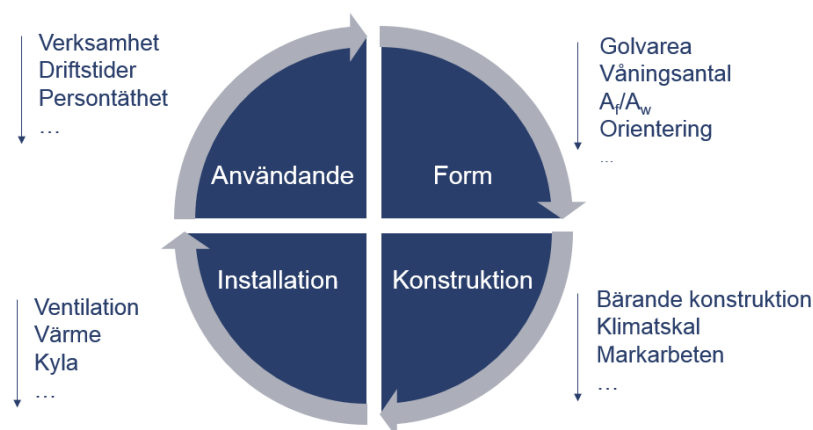 Verksamhet
Driftstider
Persontäthet
…
Golvarea
Våningsantal
Af/Aw
Orientering
…
Användande
Form
Installation
Konstruktion
Ventilation
Värme
Kyla
…
Bärande konstruktion
Klimatskal
Markarbeten
…